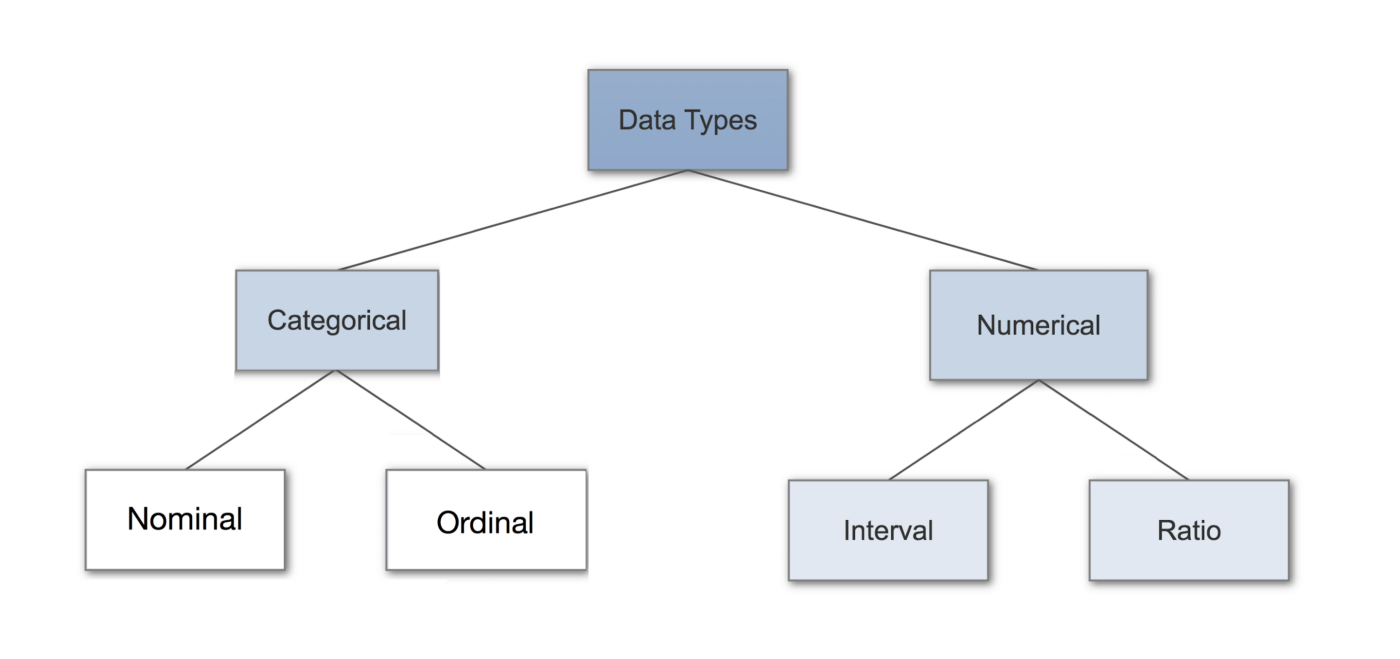 Data Types
Categorical
Numerical
Nominal
Ordinal
Interval
Ratio